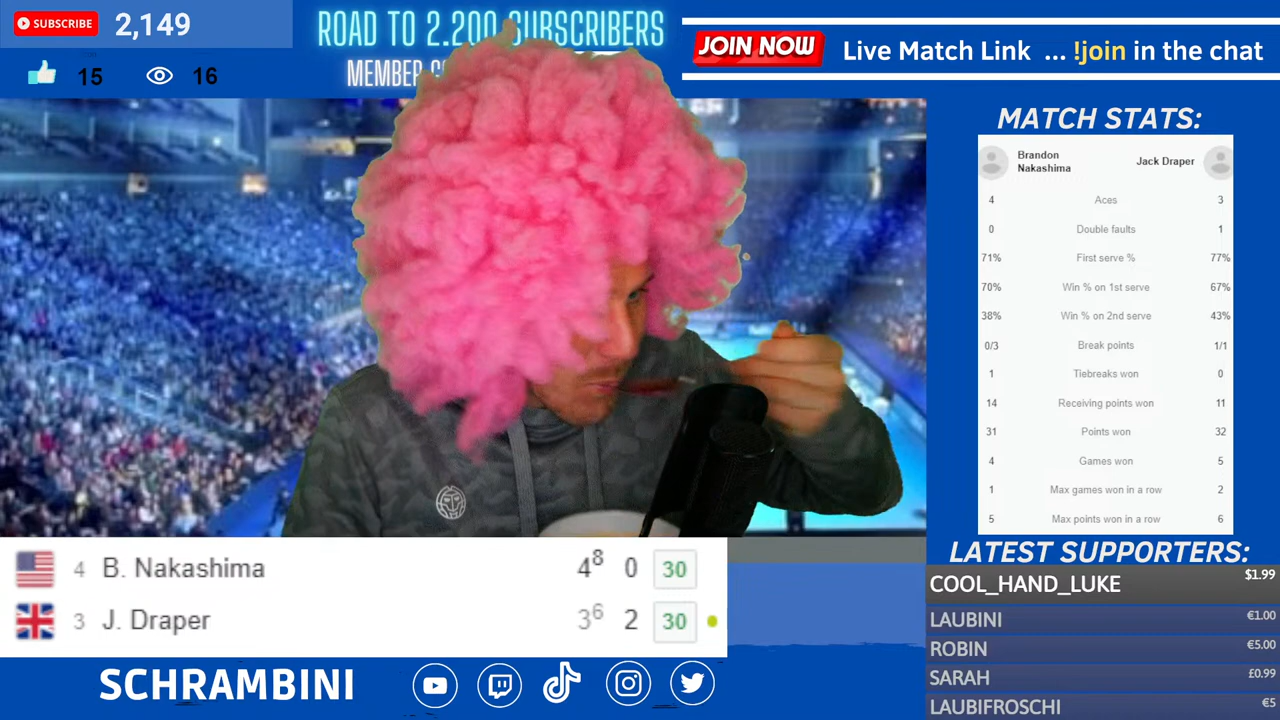 SUBSCRIBE 2,149
15 16
ROAD TO 2.200 SUBSCRIBERS
MEMBER
JOIN NOW
Live Match Link ... !join in the chat
MATCH STATS:
Brandon Nakashima
Jack Draper
4 Aces 3
0 Double faults 1
71% First serve % 77%
70% Win % on 1st serve 67%
38% Win % on 2nd serve 43%
0/3 Break points 1/1
1 Tiebreaks won 0
14 Receiving points won 11
31 Points won 32
4 Games won 5
1 Max games won in a row 2
5 Max points won in a row 6
LATEST SUPPORTERS:
COOL_HAND_LUKE $1.99
LAUBINI €1.00
ROBIN €5.00
SARAH £0.99
LAUBIFROSCHI €5
4 B. Nakashima 4⁸ 0 30
3 J. Draper 3⁶ 2 30
SCHRAMBINI